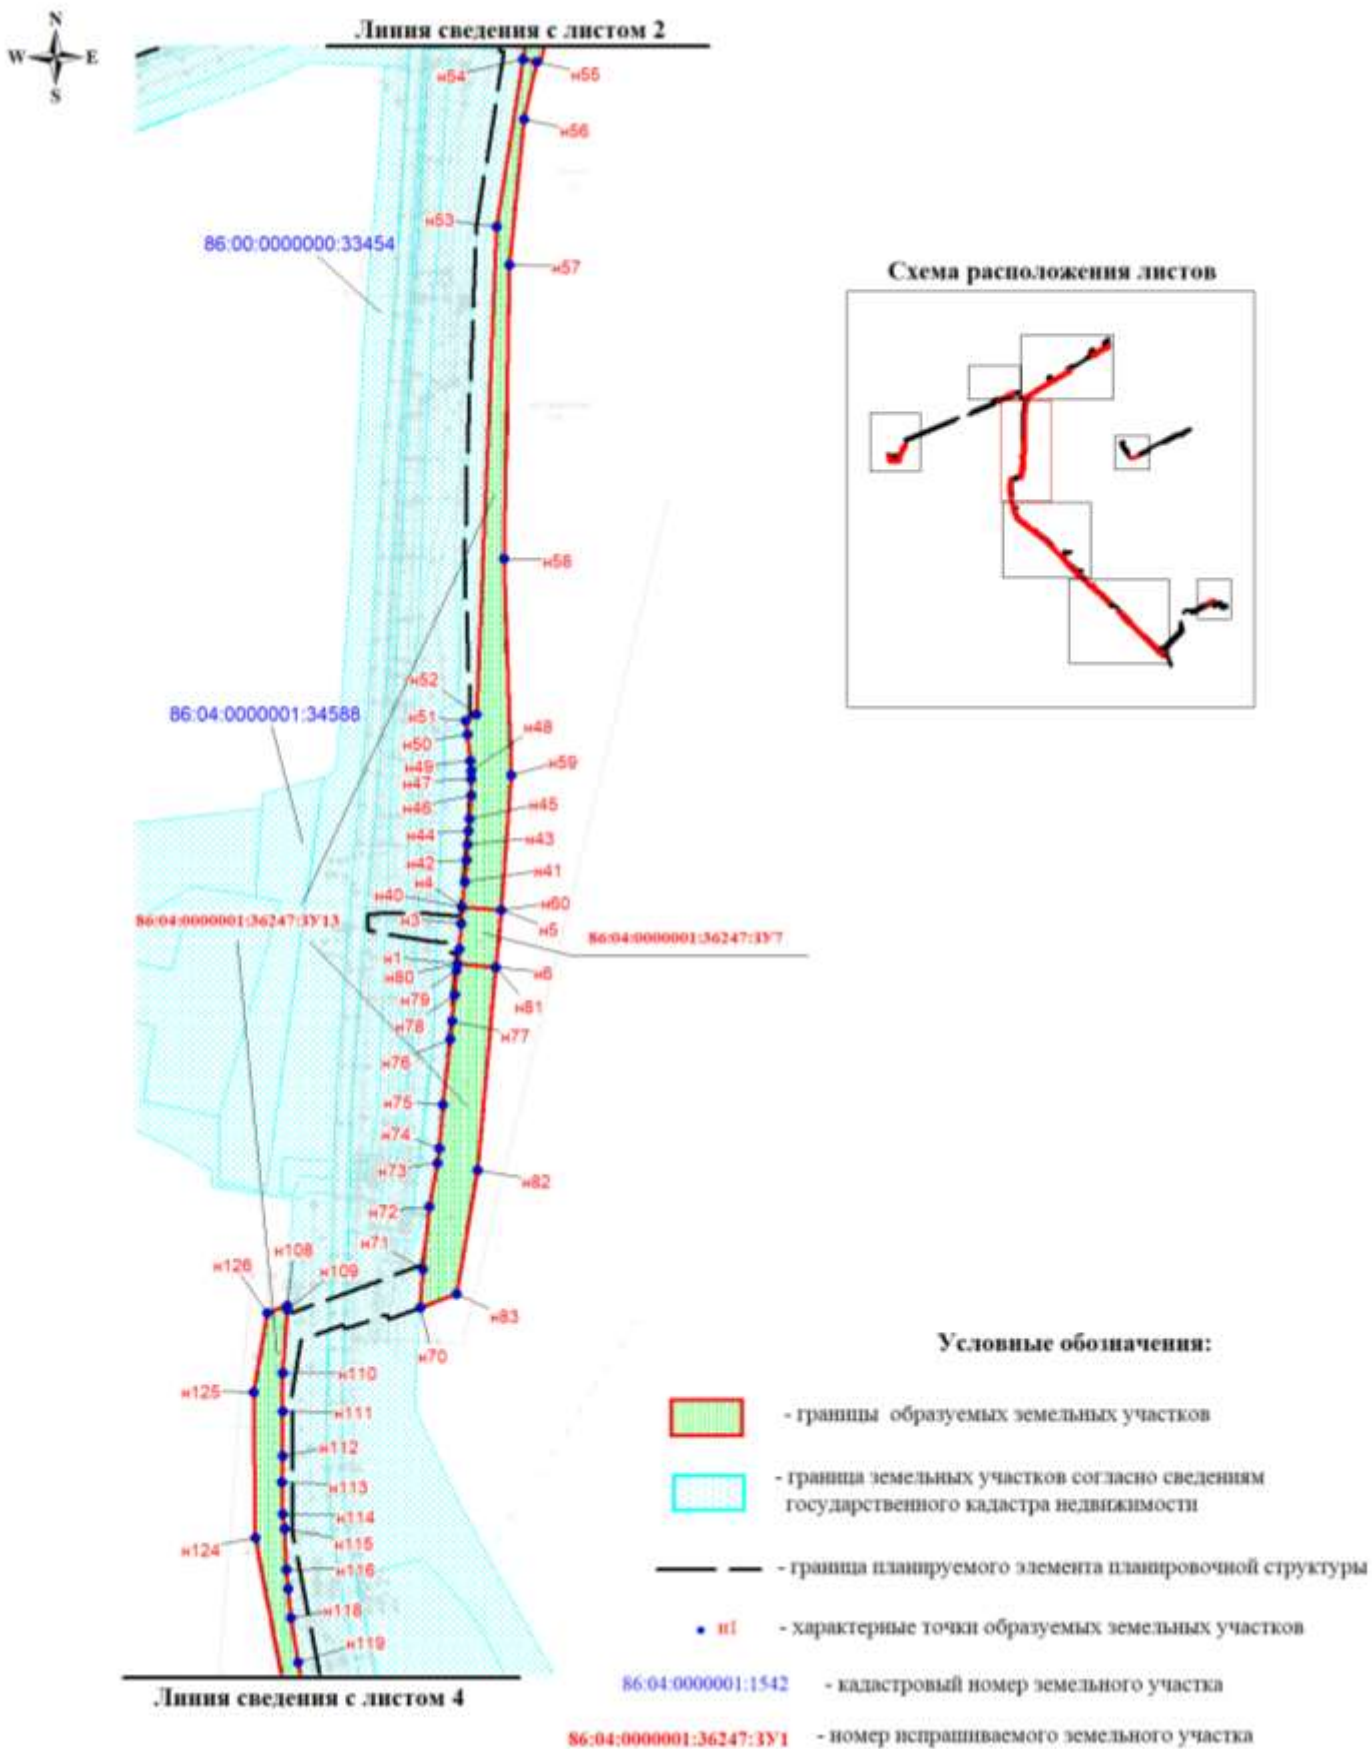 N
W E
S
Линия сведения с листом 2
н54
н55
н56
н53
86:00:0000000:33454
н57
Схема расположения листов
н58
н52
86:04:0000001:34588
н51
н48
н50
н49
н59
н47
н46
н45
н44
н43
н42
н41
н4
н40
н60
86:04:0000001:36247:ЗУ13
н3
н5
86:04:0000001:36247:ЗУ7
н1
н6
н80
н81
н79
н78
н77
н76
н75
н74
н73
н82
н72
н71
н108
н109
н126
н83
н70
Условные обозначения:
н110
н125
н111
- границы образуемых земельных участков
н112
- граница земельных участков согласно сведениям
государственного кадастра недвижимости
н113
н114
н115
н124
н116
- граница планируемого элемента планировочной структуры
н118
н1 - характерные точки образуемых земельных участков
н119
86:04:0000001:1542 - кадастровый номер земельного участка
Линия сведения с листом 4
86:04:0000001:36247:ЗУ1 - номер испрашиваемого земельного участка